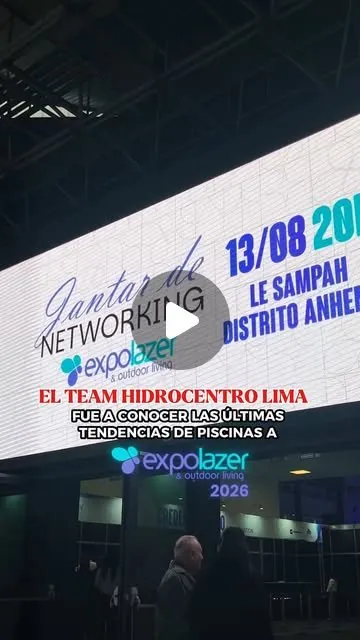 Jantar de
NETWORKING
expolazer
& outdoor living
13/08 20
LE SAMPAH
DISTRITO
EL TEAM HIDROCENTRO LIMA
FUE A CONOCER LAS ÚLTIMAS
TENDENCIAS DE PISCINAS A
expolazer
& outdoor living
2026